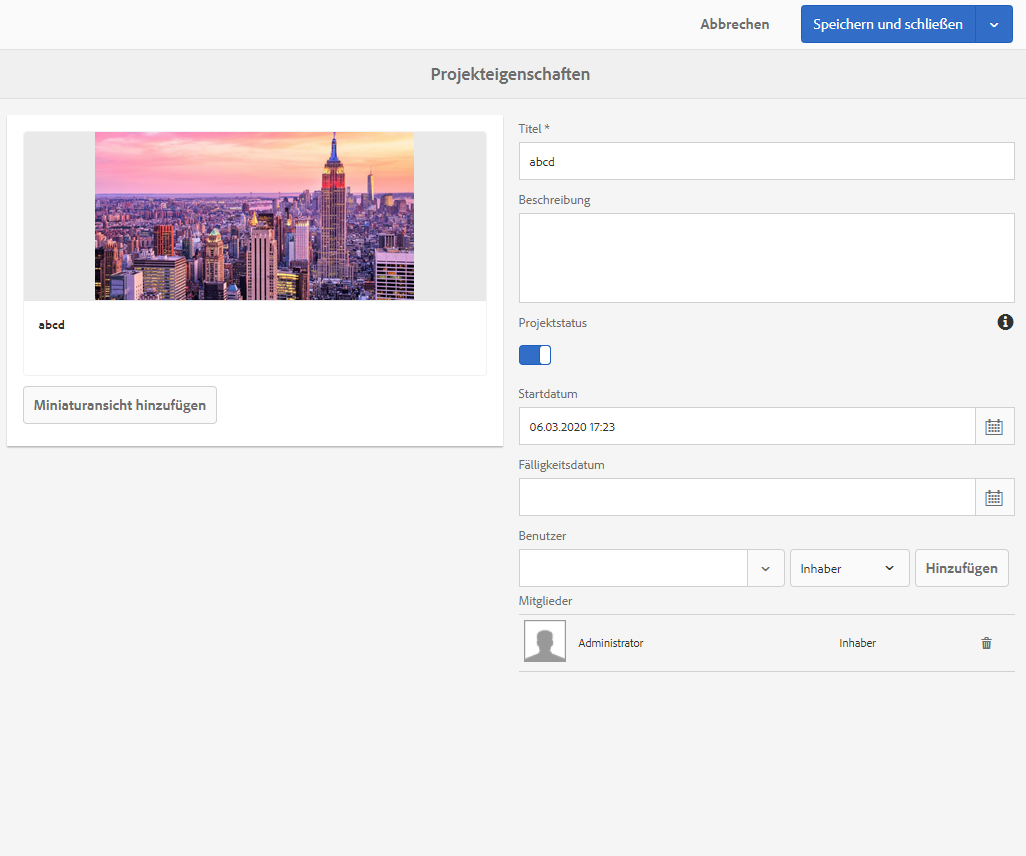 Abbrechen
Speichern und schließen
Projekteigenschaften
abcd
Miniaturansicht hinzufügen
Titel *
abcd
Beschreibung
Projektstatus
Startdatum
06.03.2020 17:23
Fälligkeitsdatum
Benutzer
Inhaber
Hinzufügen
Mitglieder
Administrator Inhaber